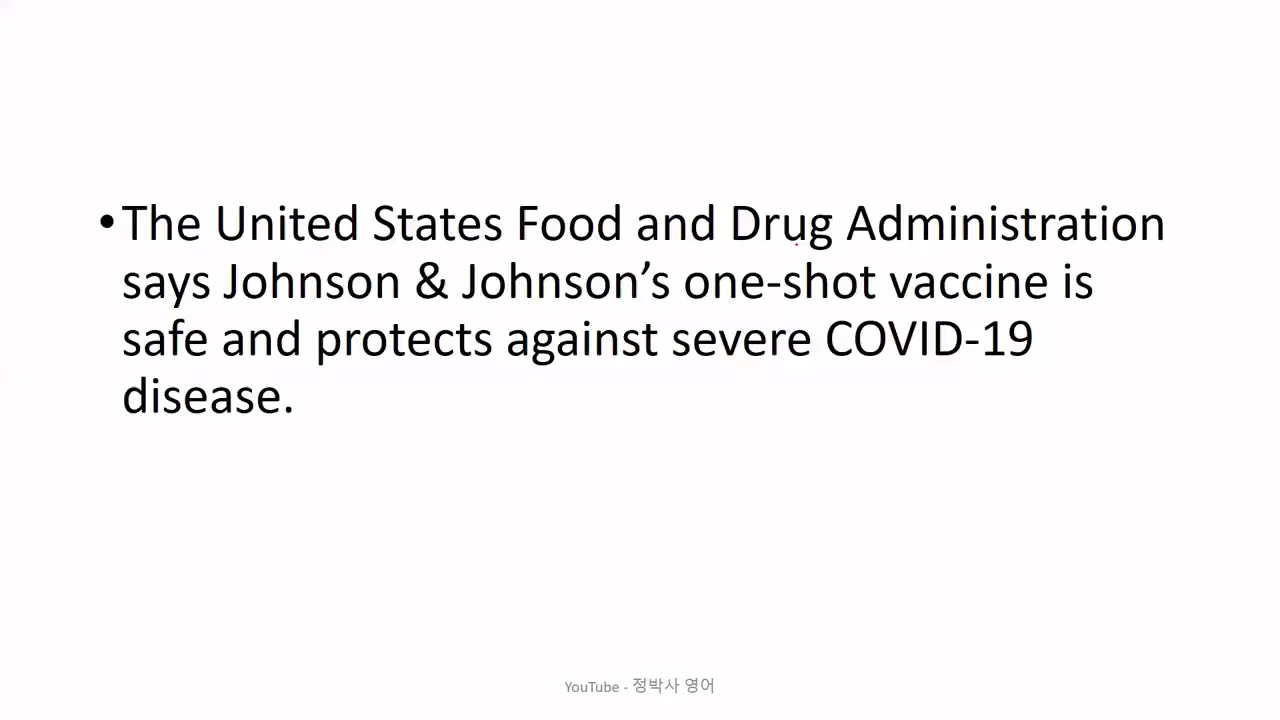 •The United States Food and Drug Administration
says Johnson & Johnson’s one-shot vaccine is
safe and protects against severe COVID-19
disease.
YouTube - 정박사 영어